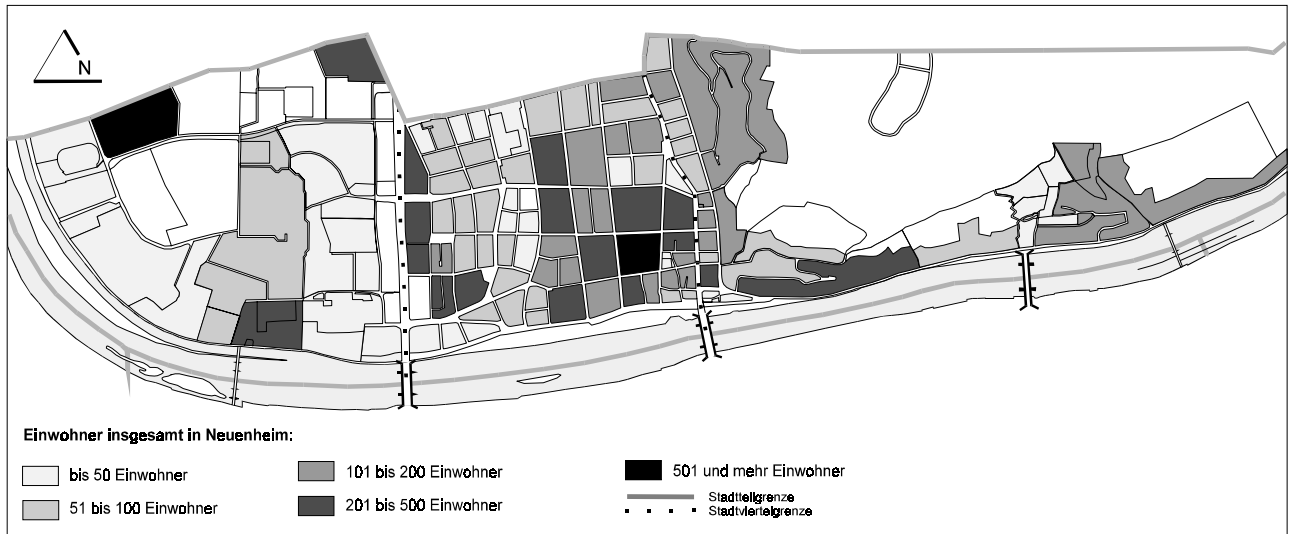 N
Einwohner insgesamt in Neuenheim:
bis 50 Einwohner
51 bis 100 Einwohner
101 bis 200 Einwohner
201 bis 500 Einwohner
501 und mehr Einwohner
Stadtteilgrenze
Stadtviertelgrenze